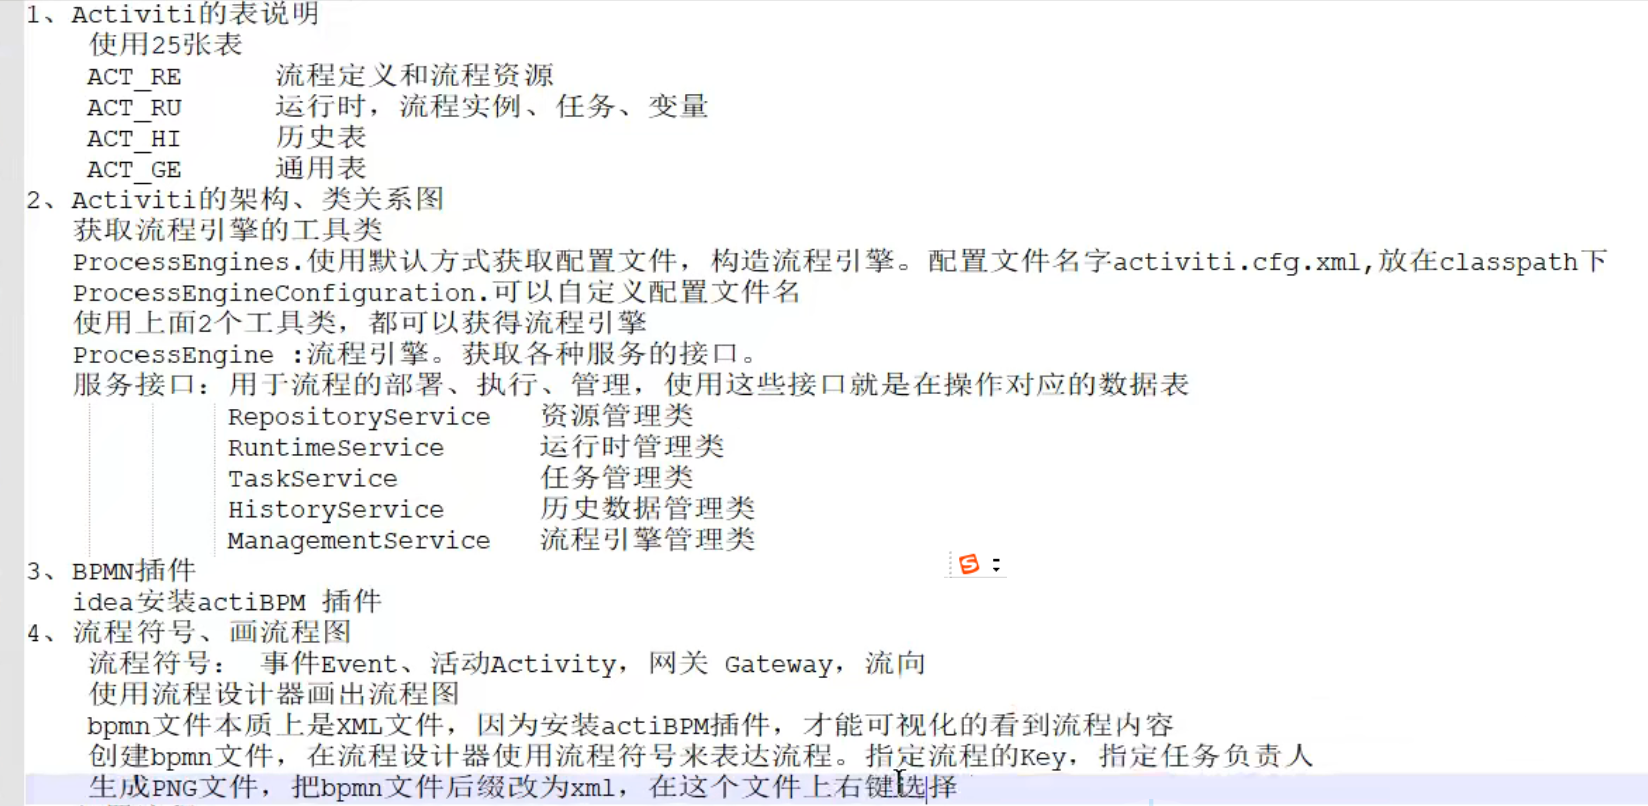 1、Activiti的表说明
使用25张表
ACT_RE 流程定义和流程资源
ACT_RU 运行时，流程实例、任务、变量
ACT_HI 历史表
ACT_GE 通用表
2、Activiti的架构、类关系图
获取流程引擎的工具类
ProcessEngines.使用默认方式获取配置文件，构造流程引擎。配置文件名字activiti.cfg.xml,放在classpath下
ProcessEngineConfiguration.可以自定义配置文件名
使用上面2个工具类，都可以获得流程引擎
ProcessEngine :流程引擎。获取各种服务的接口。
服务接口：用于流程的部署、执行、管理，使用这些接口就是在操作对应的数据表
RepositoryService 资源管理类
RuntimeService 运行时管理类
TaskService 任务管理类
HistoryService 历史数据管理类
ManagementService 流程引擎管理类
3、BPMN插件
idea安装actiBPM 插件
4、流程符号、画流程图
流程符号： 事件Event、活动Activity，网关 Gateway，流向
使用流程设计器画出流程图
bpmn文件本质上是XML文件，因为安装actiBPM插件，才能可视化的看到流程内容
创建bpmn文件，在流程设计器使用流程符号来表达流程。指定流程的Key，指定任务负责人
生成PNG文件，把bpmn文件后缀改为xml，在这个文件上右键选择